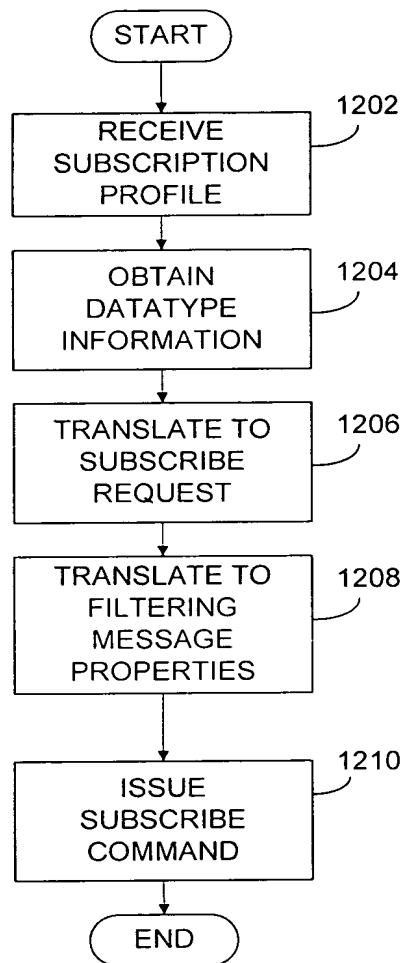 START
1202
RECEIVE
SUBSCRIPTION
PROFILE
1204
OBTAIN
DATATYPE
INFORMATION
1206
TRANSLATE TO
SUBSCRIBE
REQUEST
1208
TRANSLATE TO
FILTERING
MESSAGE
PROPERTIES
1210
ISSUE
SUBSCRIBE
COMMAND
END